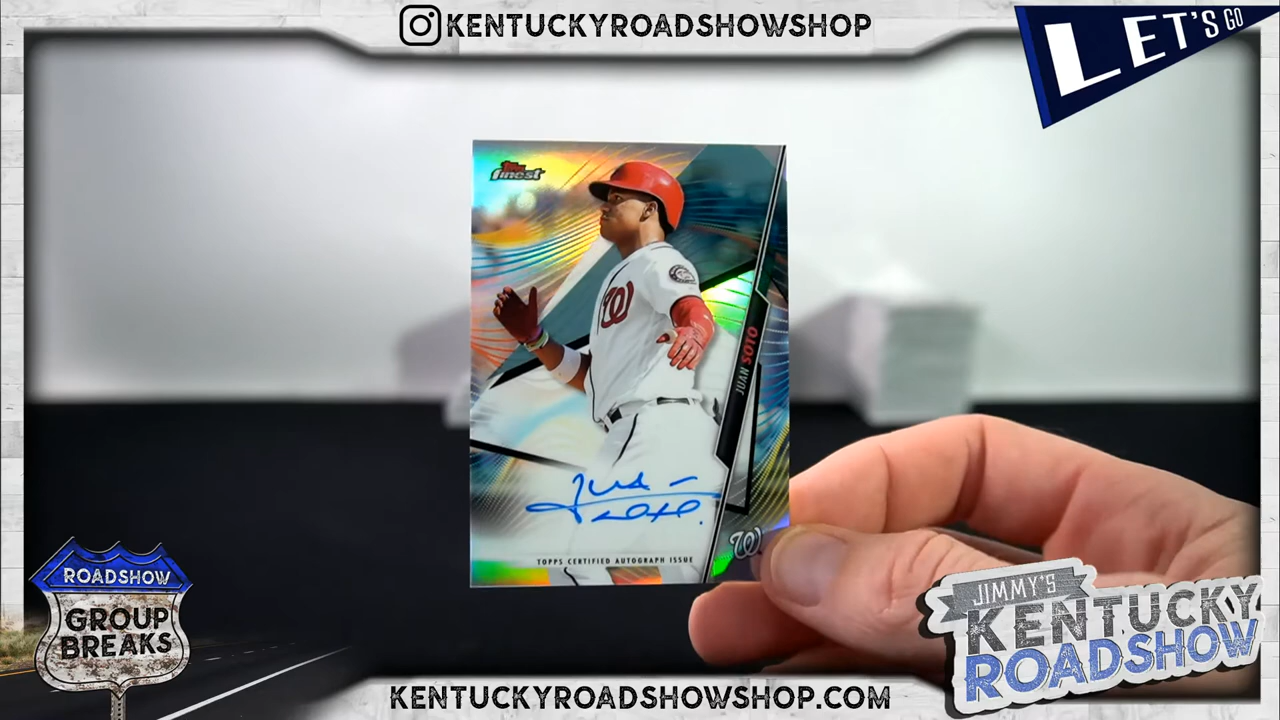 KENTUCKYROADSHOWSHOP
LET'S GO
Topps
finest
JUAN SOTO
W
W
TOPPS CERTIFIED AUTOGRAPH ISSUE
ROADSHOW
GROUP
BREAKS
JIMMY'S
KENTUCKY
ROADSHOW
KENTUCKYROADSHOWSHOP.COM